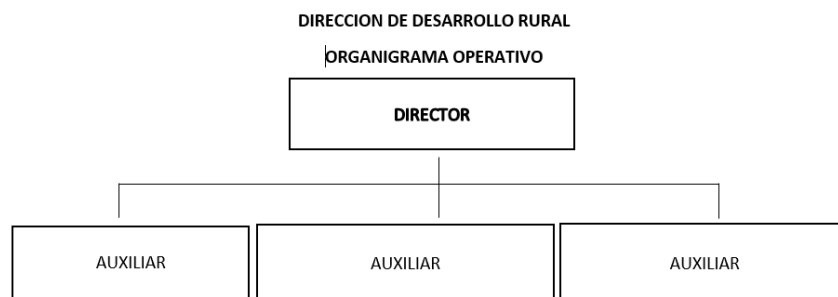 DIRECCION DE DESARROLLO RURAL
ORGANIGRAMA OPERATIVO
DIRECTOR
AUXILIAR AUXILIAR AUXILIAR